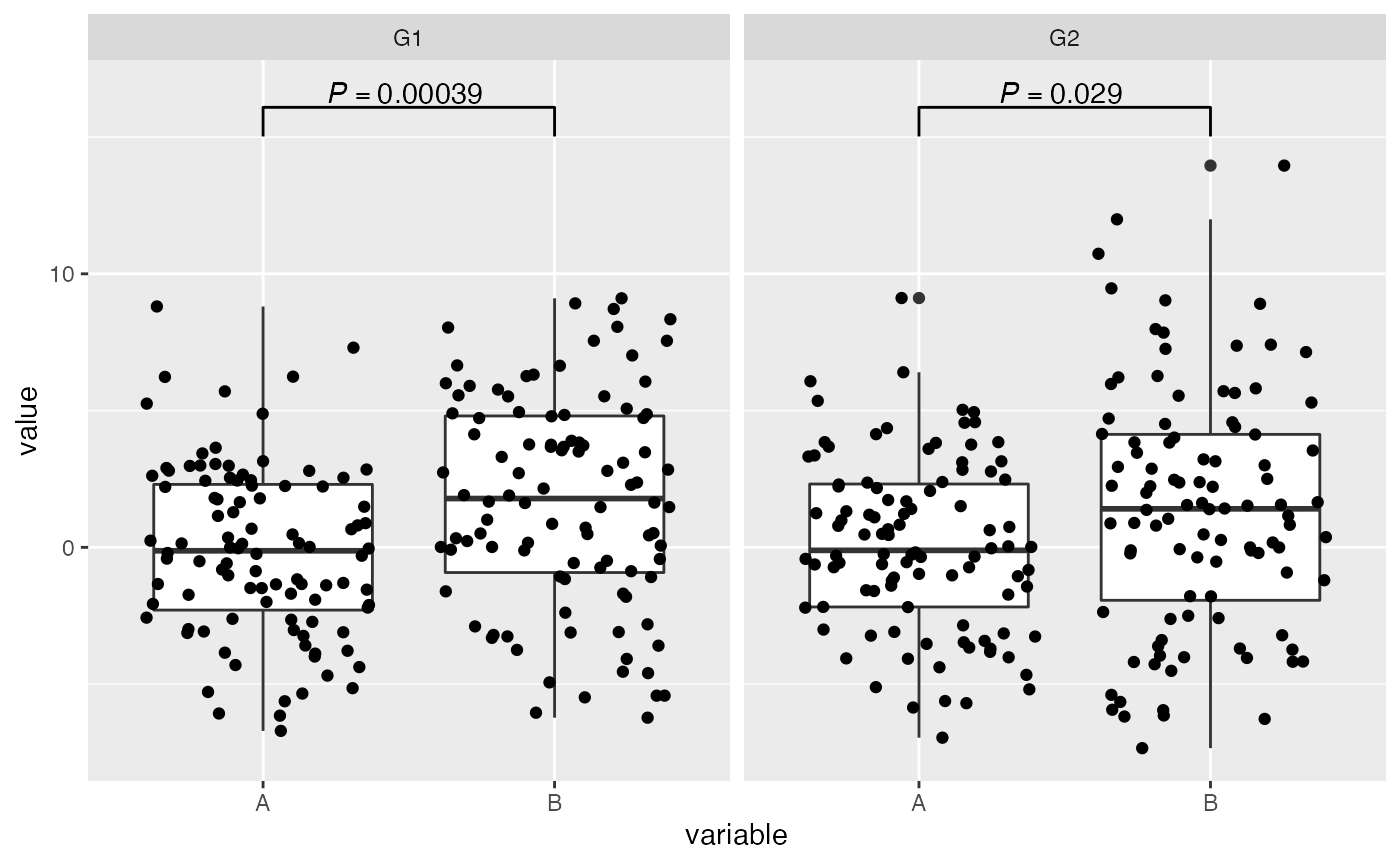 G1
G2
P = 0.00039
P = 0.029
10
0
value
A
B
A
B
variable